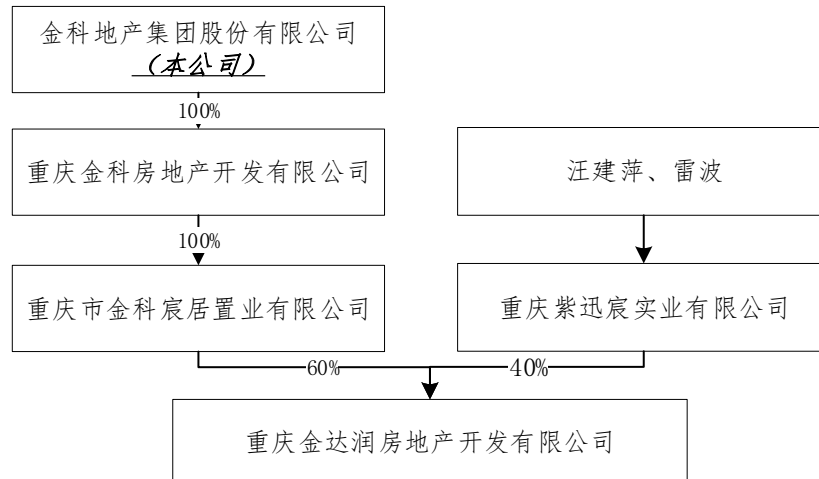 金科地产集团股份有限公司
（本公司）
100%
重庆金科房地产开发有限公司
汪建萍、雷波
100%
重庆市金科宸居置业有限公司
重庆紫迅宸实业有限公司
60%
40%
重庆金达润房地产开发有限公司